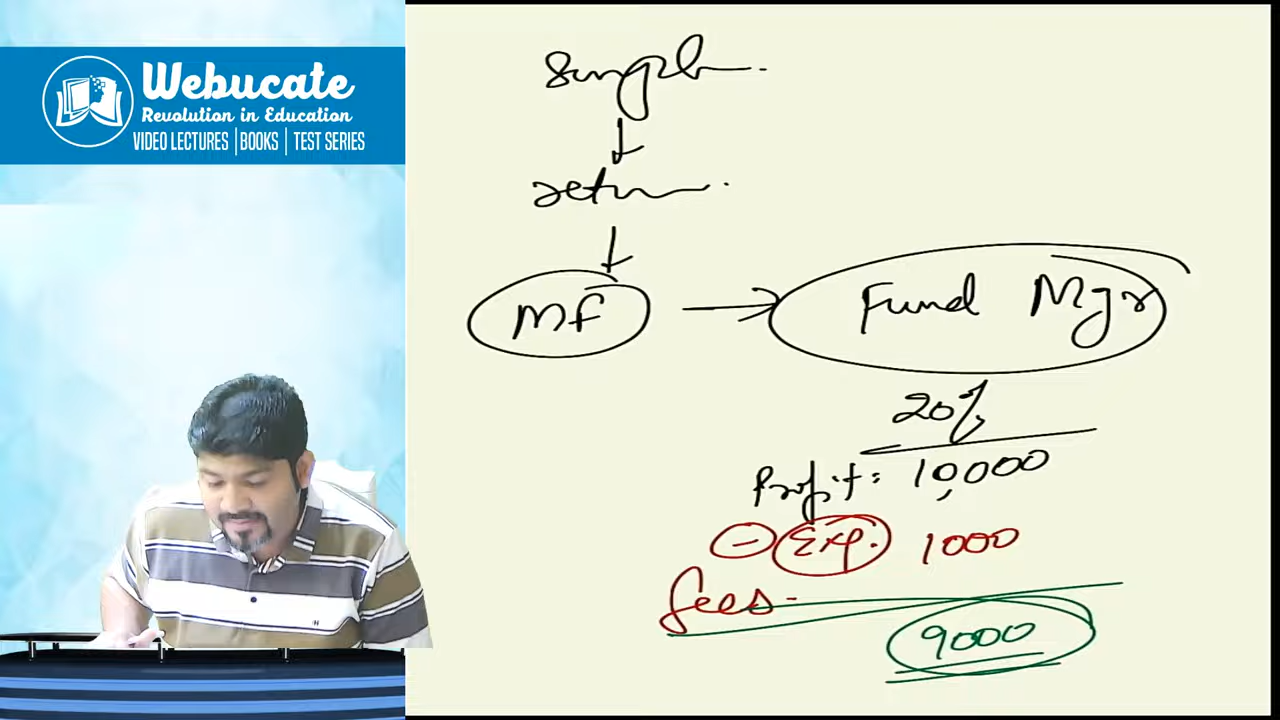 Webucate
Revolution in Education
VIDEO LECTURES | BOOKS | TEST SERIES
return.
MF → Fund Mgr
20%
Profit: 10,000
- Exp. 1000
fees.
9000